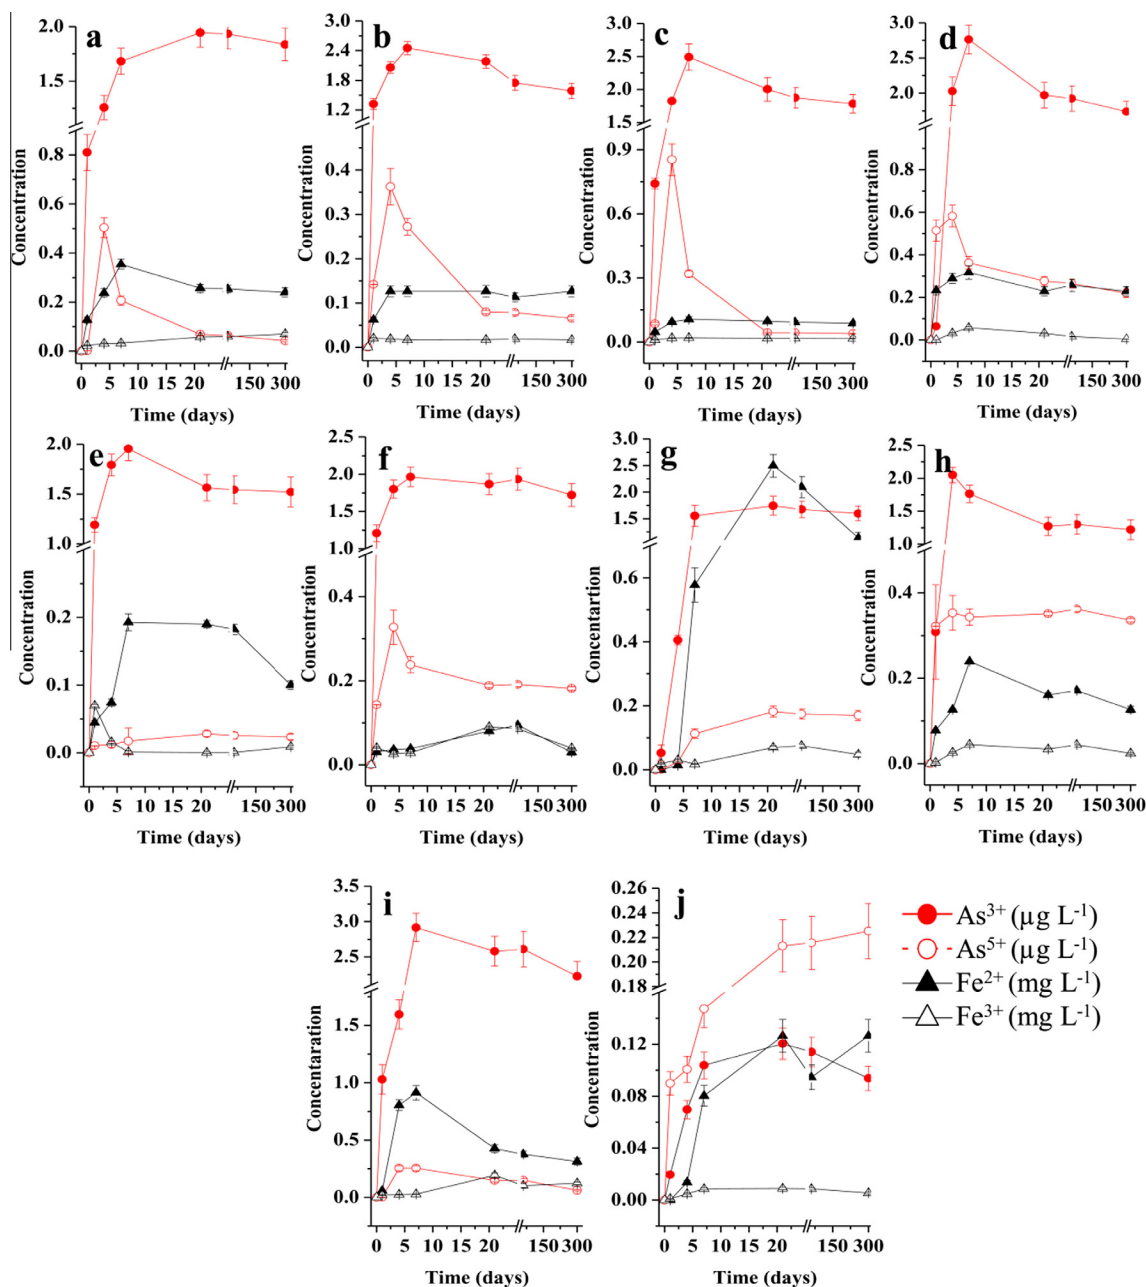 a
2.0
1.5
0.8
0.6
0.4
0.2
0.0
Concentration
0 5 10 15 20 150 300
Time (days)
b
3.0
2.4
1.8
1.2
0.4
0.3
0.2
0.1
0.0
Concentration
0 5 10 15 20 150 300
Time (days)
c
3.0
2.5
2.0
1.5
0.9
0.6
0.3
0.0
Concentration
0 5 10 15 20 150 300
Time (days)
d
3.0
2.5
2.0
0.6
0.4
0.2
0.0
Concentration
0 5 10 15 20 150 300
Time (days)
e
2.0
1.5
1.0
0.2
0.1
0.0
Concentration
0 5 10 15 20 150 300
Time (days)
f
2.5
2.0
1.5
1.0
0.4
0.2
0.0
Concentration
0 5 10 15 20 150 300
Time (days)
g
3.0
2.5
2.0
1.5
0.6
0.4
0.2
0.0
Concentartion
0 5 10 15 20 150 300
Time (days)
h
2.5
2.0
1.5
1.0
0.4
0.2
0.0
Concentration
0 5 10 15 20 150 300
Time (days)
i
3.5
3.0
2.5
2.0
1.5
1.0
0.5
0.0
Concentaration
0 5 10 15 20 150 300
Time (days)
j
0.26
0.24
0.22
0.20
0.18
0.12
0.08
0.04
0.00
Concentration
0 5 10 15 20 150 300
Time (days)
As³⁺ (µg L⁻¹)
As⁵⁺ (µg L⁻¹)
Fe²⁺ (mg L⁻¹)
Fe³⁺ (mg L⁻¹)